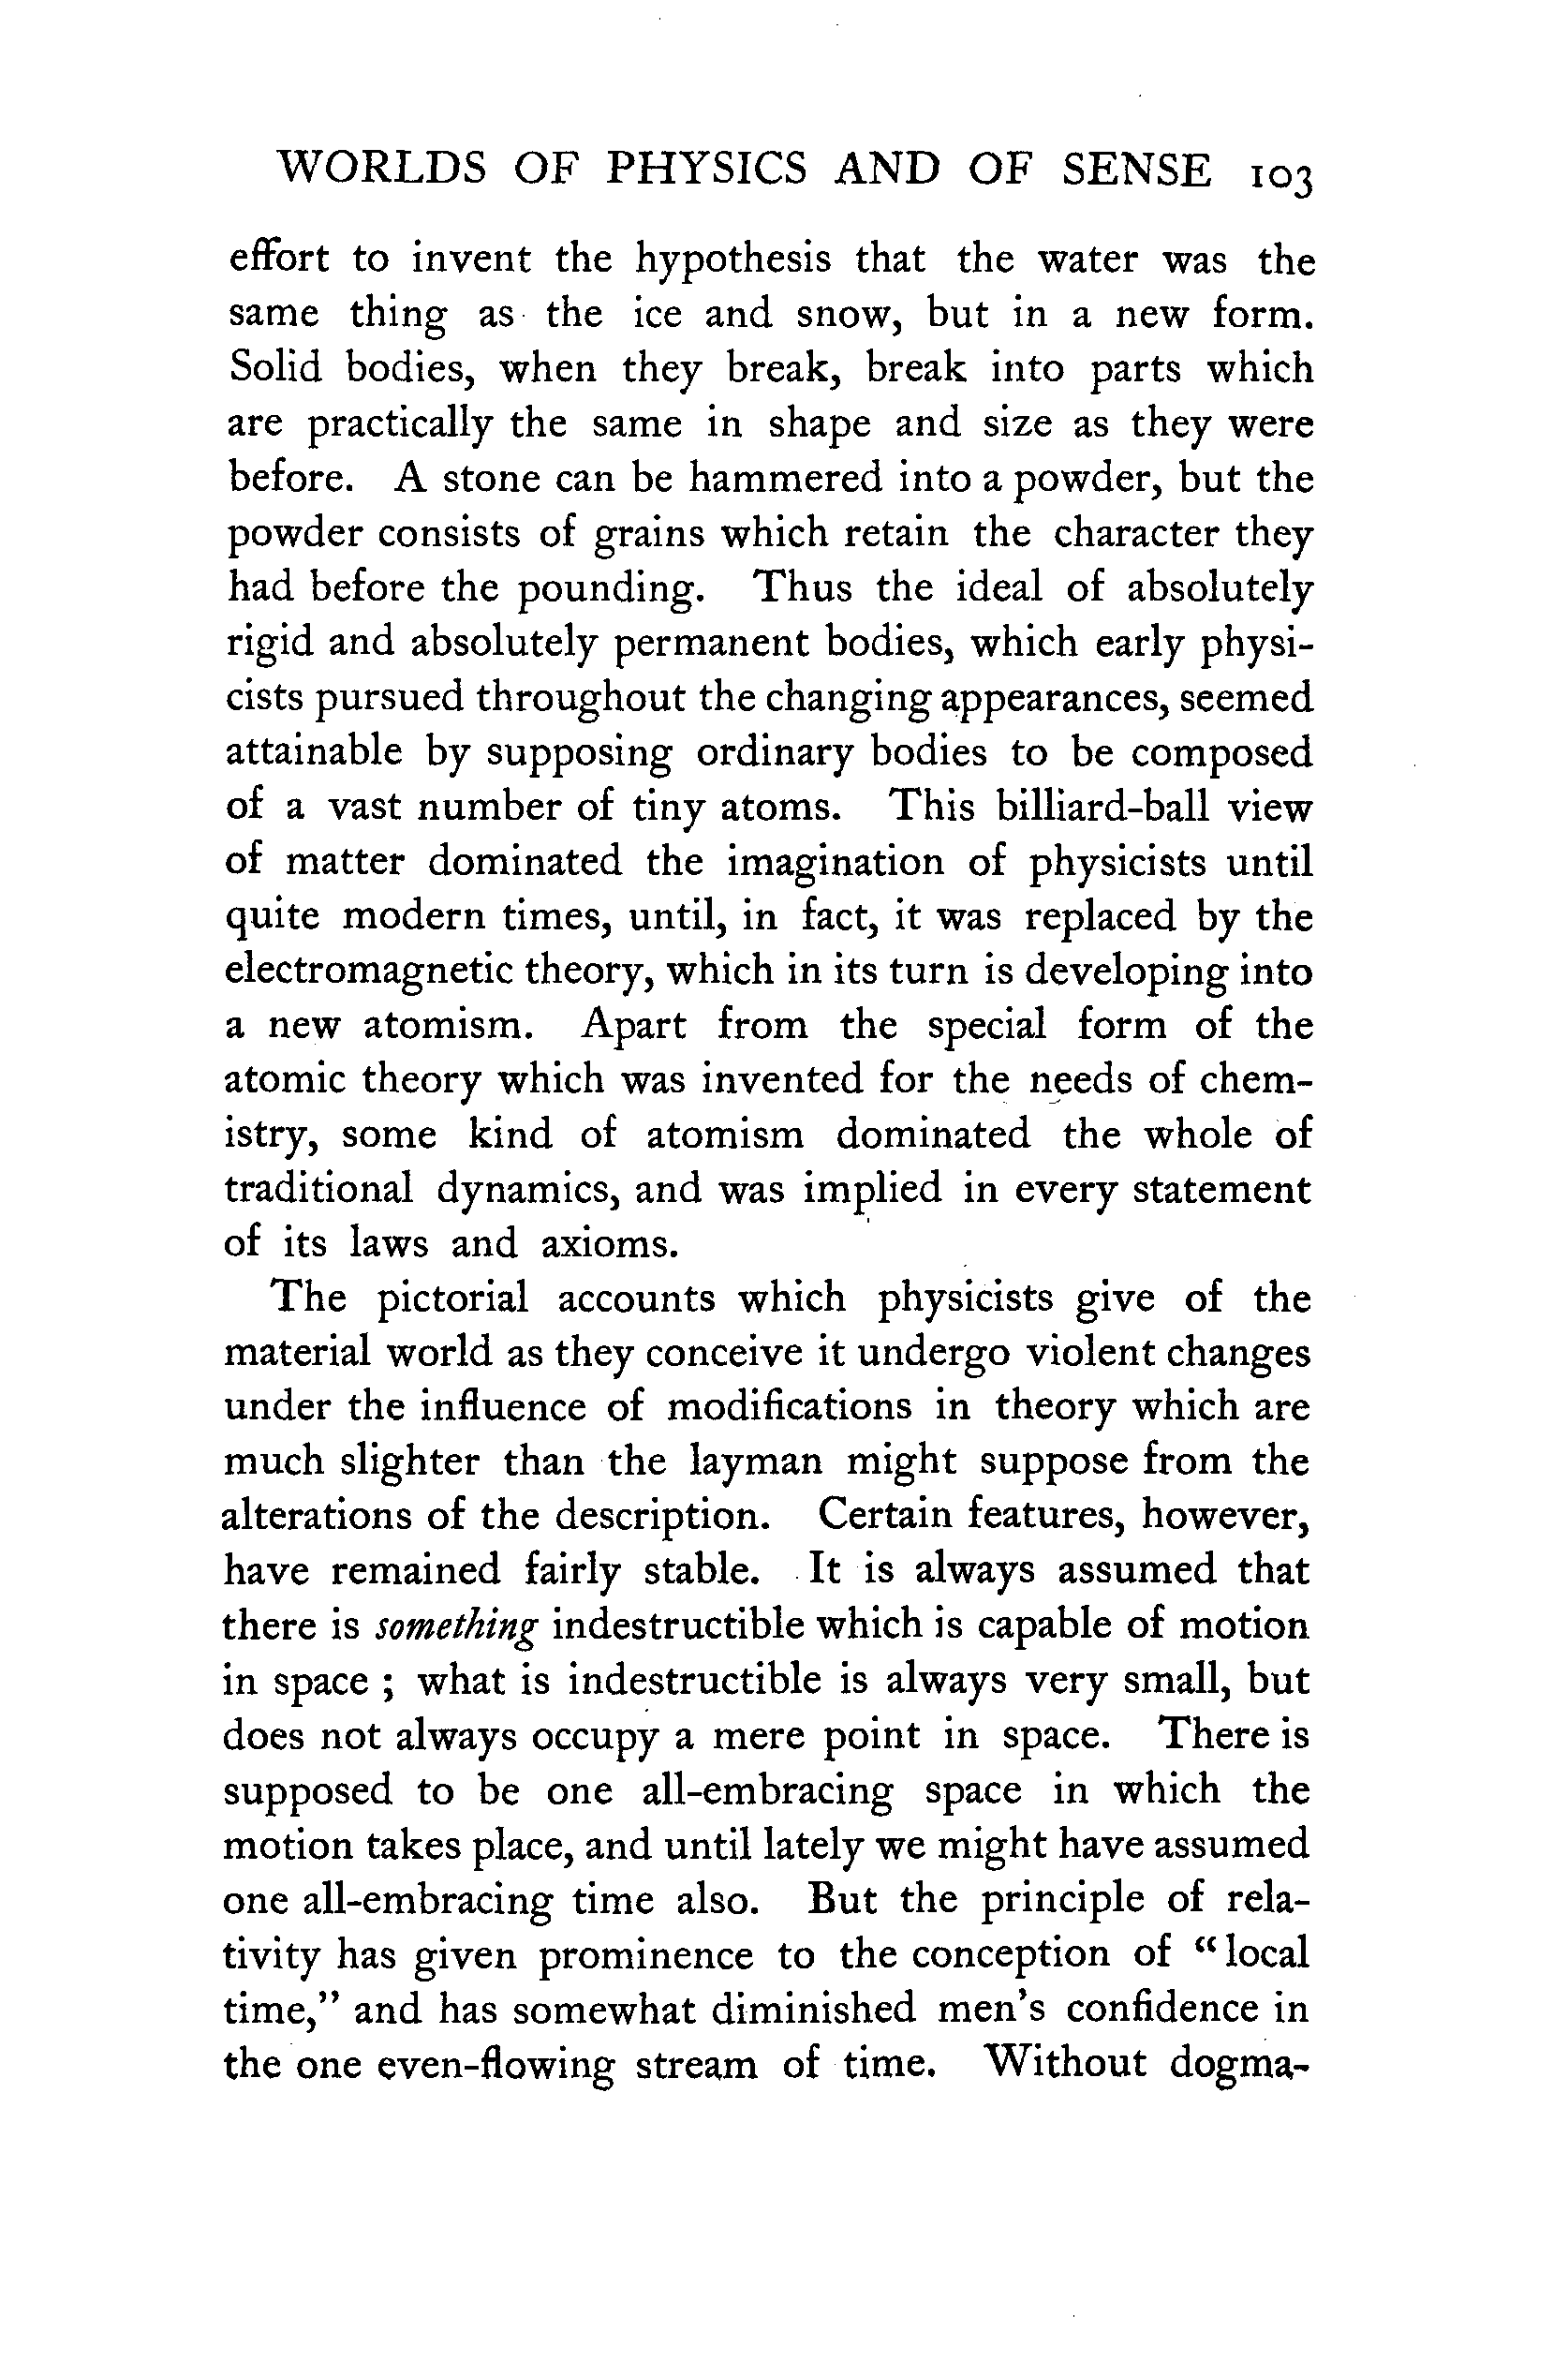 WORLDS OF PHYSICS AND OF SENSE 103
effort to invent the hypothesis that the water was the
same thing as the ice and snow, but in a new form.
Solid bodies, when they break, break into parts which
are practically the same in shape and size as they were
before. A stone can be hammered into a powder, but the
powder consists of grains which retain the character they
had before the pounding. Thus the ideal of absolutely
rigid and absolutely permanent bodies, which early physi-
cists pursued throughout the changing appearances, seemed
attainable by supposing ordinary bodies to be composed
of a vast number of tiny atoms. This billiard-ball view
of matter dominated the imagination of physicists until
quite modern times, until, in fact, it was replaced by the
electromagnetic theory, which in its turn is developing into
a new atomism. Apart from the special form of the
atomic theory which was invented for the needs of chem-
istry, some kind of atomism dominated the whole of
traditional dynamics, and was implied in every statement
of its laws and axioms.
The pictorial accounts which physicists give of the
material world as they conceive it undergo violent changes
under the influence of modifications in theory which are
much slighter than the layman might suppose from the
alterations of the description. Certain features, however,
have remained fairly stable. It is always assumed that
there is something indestructible which is capable of motion
in space ; what is indestructible is always very small, but
does not always occupy a mere point in space. There is
supposed to be one all-embracing space in which the
motion takes place, and until lately we might have assumed
one all-embracing time also. But the principle of rela-
tivity has given prominence to the conception of “local
time,” and has somewhat diminished men's confidence in
the one even-flowing stream of time. Without dogma-